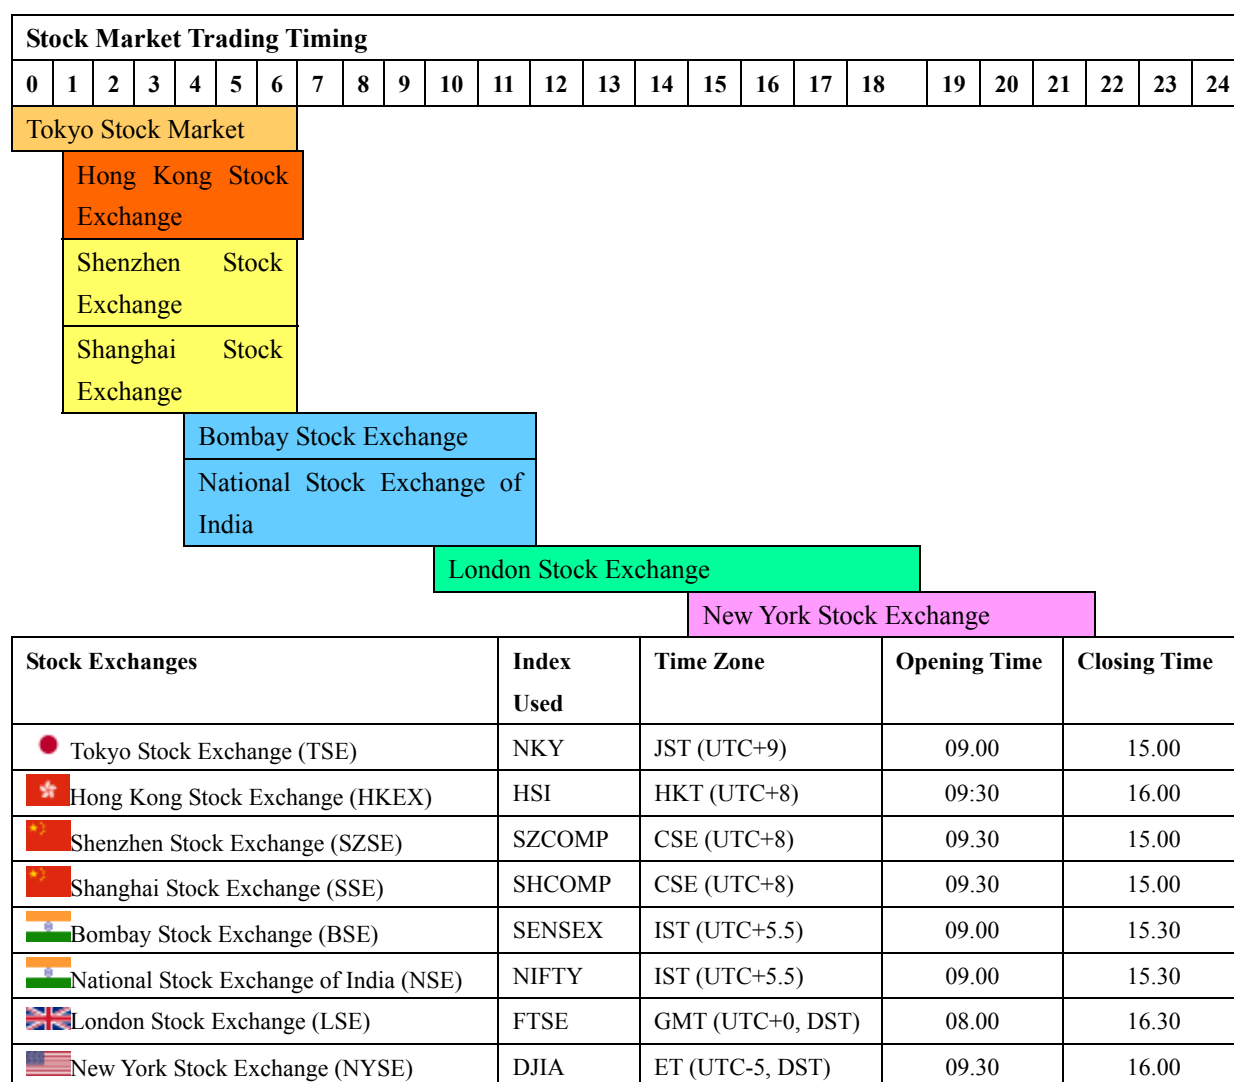 Stock Market Trading Timing
0 1 2 3 4 5 6 7 8 9 10 11 12 13 14 15 16 17 18 19 20 21 22 23 24
Tokyo Stock Market
Hong Kong Stock
Exchange
Shenzhen Stock
Exchange
Shanghai Stock
Exchange
Bombay Stock Exchange
National Stock Exchange of
India
London Stock Exchange
New York Stock Exchange
Stock Exchanges Index Time Zone Opening Time Closing Time
Used
Tokyo Stock Exchange (TSE) NKY JST (UTC+9) 09.00 15.00
Hong Kong Stock Exchange (HKEX) HSI HKT (UTC+8) 09:30 16.00
Shenzhen Stock Exchange (SZSE) SZCOMP CSE (UTC+8) 09.30 15.00
Shanghai Stock Exchange (SSE) SHCOMP CSE (UTC+8) 09.30 15.00
Bombay Stock Exchange (BSE) SENSEX IST (UTC+5.5) 09.00 15.30
National Stock Exchange of India (NSE) NIFTY IST (UTC+5.5) 09.00 15.30
London Stock Exchange (LSE) FTSE GMT (UTC+0, DST) 08.00 16.30
New York Stock Exchange (NYSE) DJIA ET (UTC-5, DST) 09.30 16.00